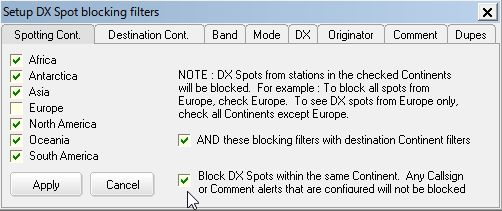 Setup DX Spot blocking filters
Spotting Cont. Destination Cont. Band Mode DX Originator Comment Dupes
Africa
Antarctica
Asia
Europe
North America
Oceania
South America
NOTE : DX Spots from stations in the checked Continents
will be blocked. For example : To block all spots from
Europe, check Europe. To see DX spots from Europe only,
check all Continents except Europe.
AND these blocking filters with destination Continent filters
Block DX Spots within the same Continent. Any Callsign
or Comment alerts that are configured will not be blocked
Apply Cancel